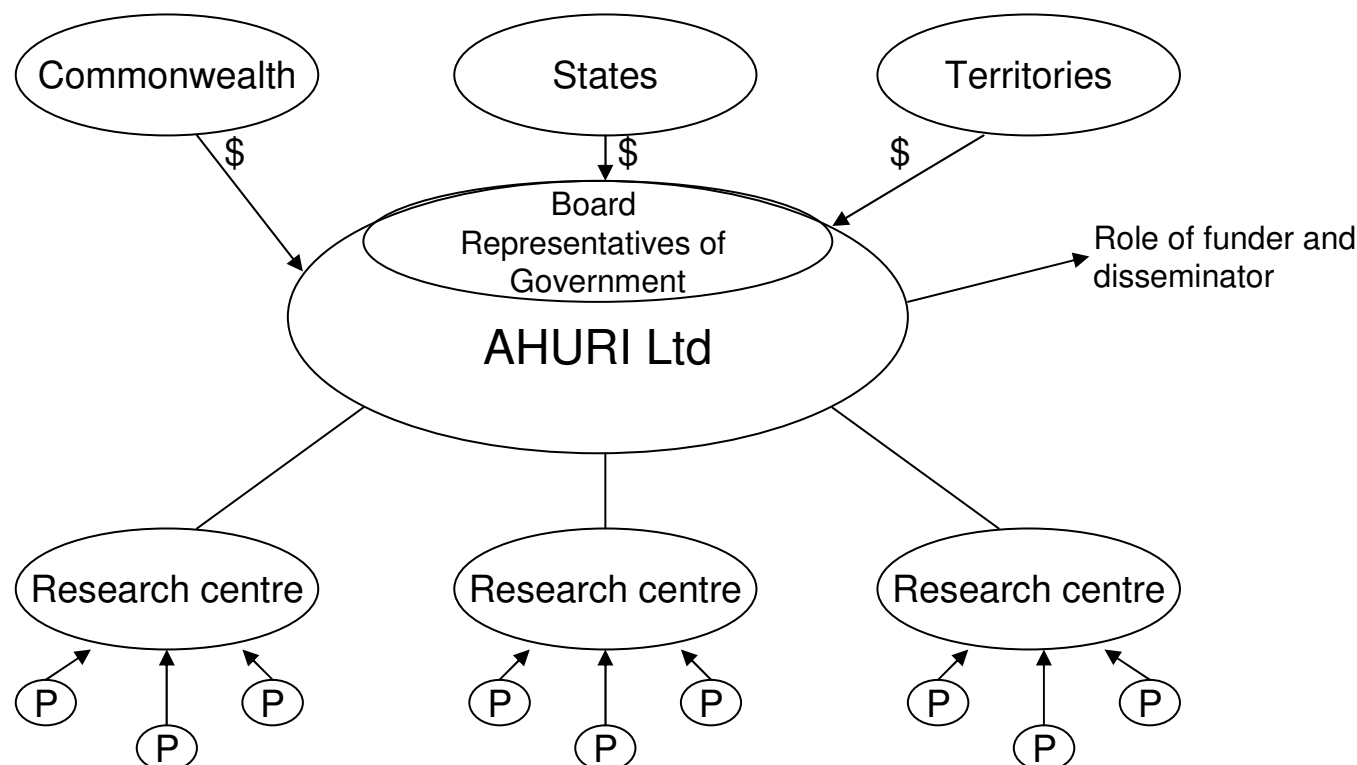 Commonwealth
States
Territories
$
$
$
Board
Representatives of
Government
Role of funder and
disseminator
AHURI Ltd
Research centre
Research centre
Research centre
P
P
P
P
P
P
P
P
P